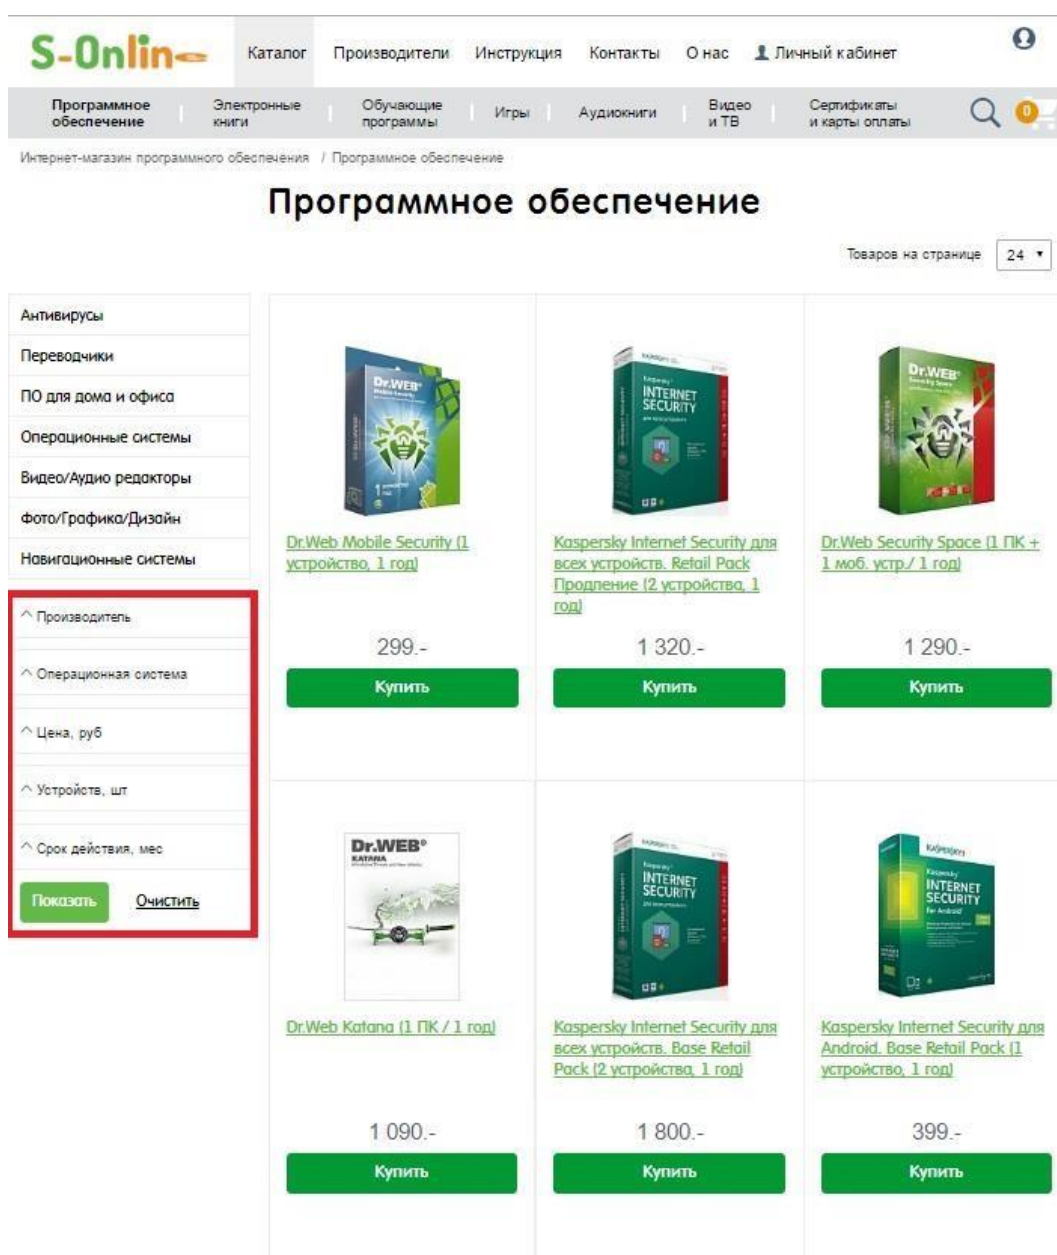 S-Onlin
Каталог Производители Инструкция Контакты О нас Личный кабинет
Программное обеспечение
Электронные книги
Обучающие программы
Игры
Аудиокниги
Видео и ТВ
Сертификаты и карты оплаты
0
Интернет-магазин программного обеспечения / Программное обеспечение
Программное обеспечение
Товаров на странице 24
Антивирусы
Переводчики
ПО для дома и офиса
Операционные системы
Видео/Аудио редакторы
Фото/Графика/Дизайн
Навигационные системы
Производитель
Операционная система
Цена, руб
Устройств, шт
Срок действия, мес
Показать Очистить
Dr.WEB®
Mobile Security
Dr.Web Mobile Security (1
устройство, 1 год)
299.-
Купить
KASPERSKY
Kaspersky
INTERNET
SECURITY
Kaspersky Internet Security для
всех устройств. Retail Pack
Продление (2 устройства, 1
год)
1 320.-
Купить
Dr.WEB®
Security Space
Dr.Web Security Space (1 ПК +
1 моб. устр./ 1 год)
1 290.-
Купить
Dr.WEB®
KATANA
Dr.Web Katana (1 ПК / 1 год)
1 090.-
Купить
KASPERSKY
Kaspersky
INTERNET
SECURITY
Kaspersky Internet Security для
всех устройств. Base Retail
Pack (2 устройства, 1 год)
1 800.-
Купить
KASPERSKY
Kaspersky
INTERNET
SECURITY
for Android
Kaspersky Internet Security для
Android. Base Retail Pack (1
устройство, 1 год)
399.-
Купить